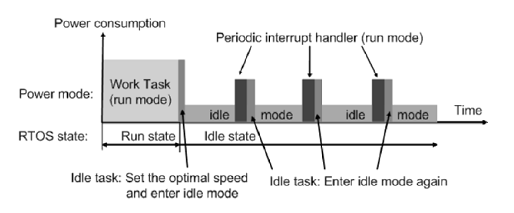 Power consumption
Periodic interrupt handler (run mode)
Work Task
(run mode)
Power mode:
idle mode idle mode
Time
RTOS state: Run state Idle state
Idle task: Set the optimal speed
and enter idle mode
Idle task: Enter idle mode again